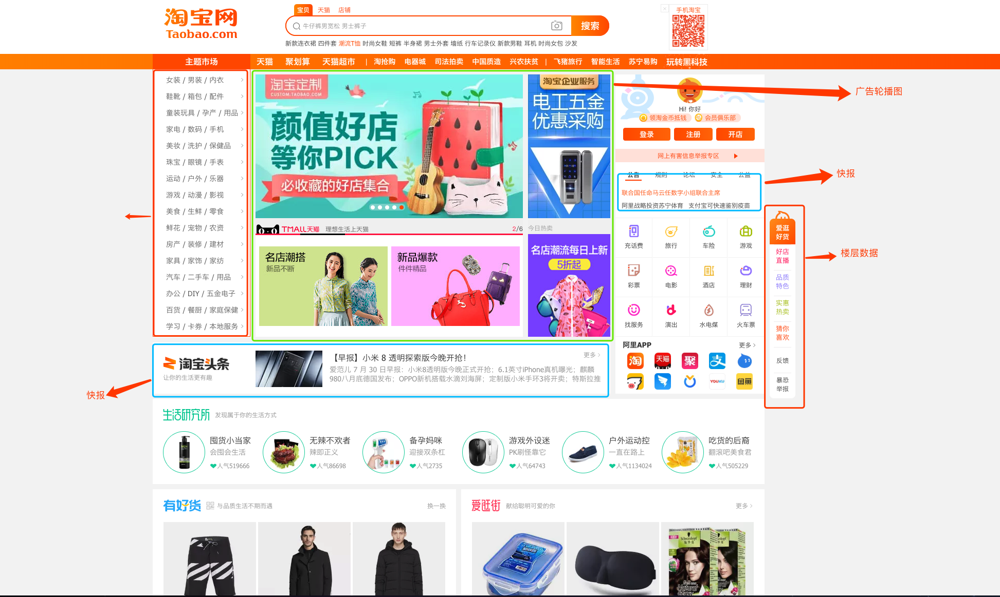 淘宝网
Taobao.com
宝贝 天猫 店铺
牛仔裤男宽松 男士裤子
搜索
新款连衣裙 四件套 潮流T恤 时尚女鞋 短裤 半身裙 男士外套 墙纸 行车记录仪 新款男鞋 耳机 时尚女包 沙发
手机淘宝
主题市场
天猫 聚划算 天猫超市 | 淘抢购 电器城 司法拍卖 中国质造 兴农扶贫 | 飞猪旅行 智能生活 苏宁易购 玩转黑科技
女装 / 男装 / 内衣
鞋靴 / 箱包 / 配件
童装玩具 / 孕产 / 用品
家电 / 数码 / 手机
美妆 / 洗护 / 保健品
珠宝 / 眼镜 / 手表
运动 / 户外 / 乐器
游戏 / 动漫 / 影视
美食 / 生鲜 / 零食
鲜花 / 宠物 / 农资
房产 / 装修 / 建材
家具 / 家饰 / 家纺
汽车 / 二手车 / 用品
办公 / DIY / 五金电子
百货 / 餐厨 / 家庭保健
学习 / 卡券 / 本地服务
淘宝定制
CUSTOM.TAOBAO.COM
颜值好店
等你PICK
必收藏的好店集合
TMALL天猫 理想生活上天猫
2/6
名店潮搭
新品不断
新品爆款
件件精品
淘宝企业服务
电工五金
优惠采购
今日热卖
名店潮流每日上新
5折起
Hi! 你好
领淘金币抵钱 会员俱乐部
登录 注册 开店
网上有害信息举报专区
公告 规则 论坛 安全 公益
联合国任命马云任数字小组联合主席
阿里战略投资苏宁体育 支付宝可快速鉴别疫苗
充话费 旅行 车险 游戏
彩票 电影 酒店 理财
找服务 演出 水电煤 火车票
阿里APP 更多
淘 天猫 聚 支
YOUKU 闲鱼
广告轮播图
快报
楼层数据
爱逛
好货
好店
直播
品质
特色
实惠
热卖
猜你
喜欢
反馈
暴恐
举报
快报
淘宝头条
让你的生活更有趣
【早报】小米 8 透明探索版今晚开抢！
更多
爱范儿 7 月 30 日早报：小米8透明版今晚正式开抢；6.1英寸iPhone真机曝光；麒麟
980八月底德国发布；OPPO新机搭载水滴刘海屏；定制版小米手环3将开卖；特斯拉推
生活研究所 发现属于你的生活方式
囤货小当家
会囤会生活
人气519666
无辣不欢者
辣即正义
人气86698
备孕妈咪
迎接双条杠
人气2735
游戏外设迷
PK刷怪靠它
人气64743
户外运动控
一直在路上
人气1134024
吃货的后裔
翻滚吧美食君
人气505229
有好货 与品质生活不期而遇 换一换
爱逛街 献给聪明可爱的你 更多
Schwarzkopf